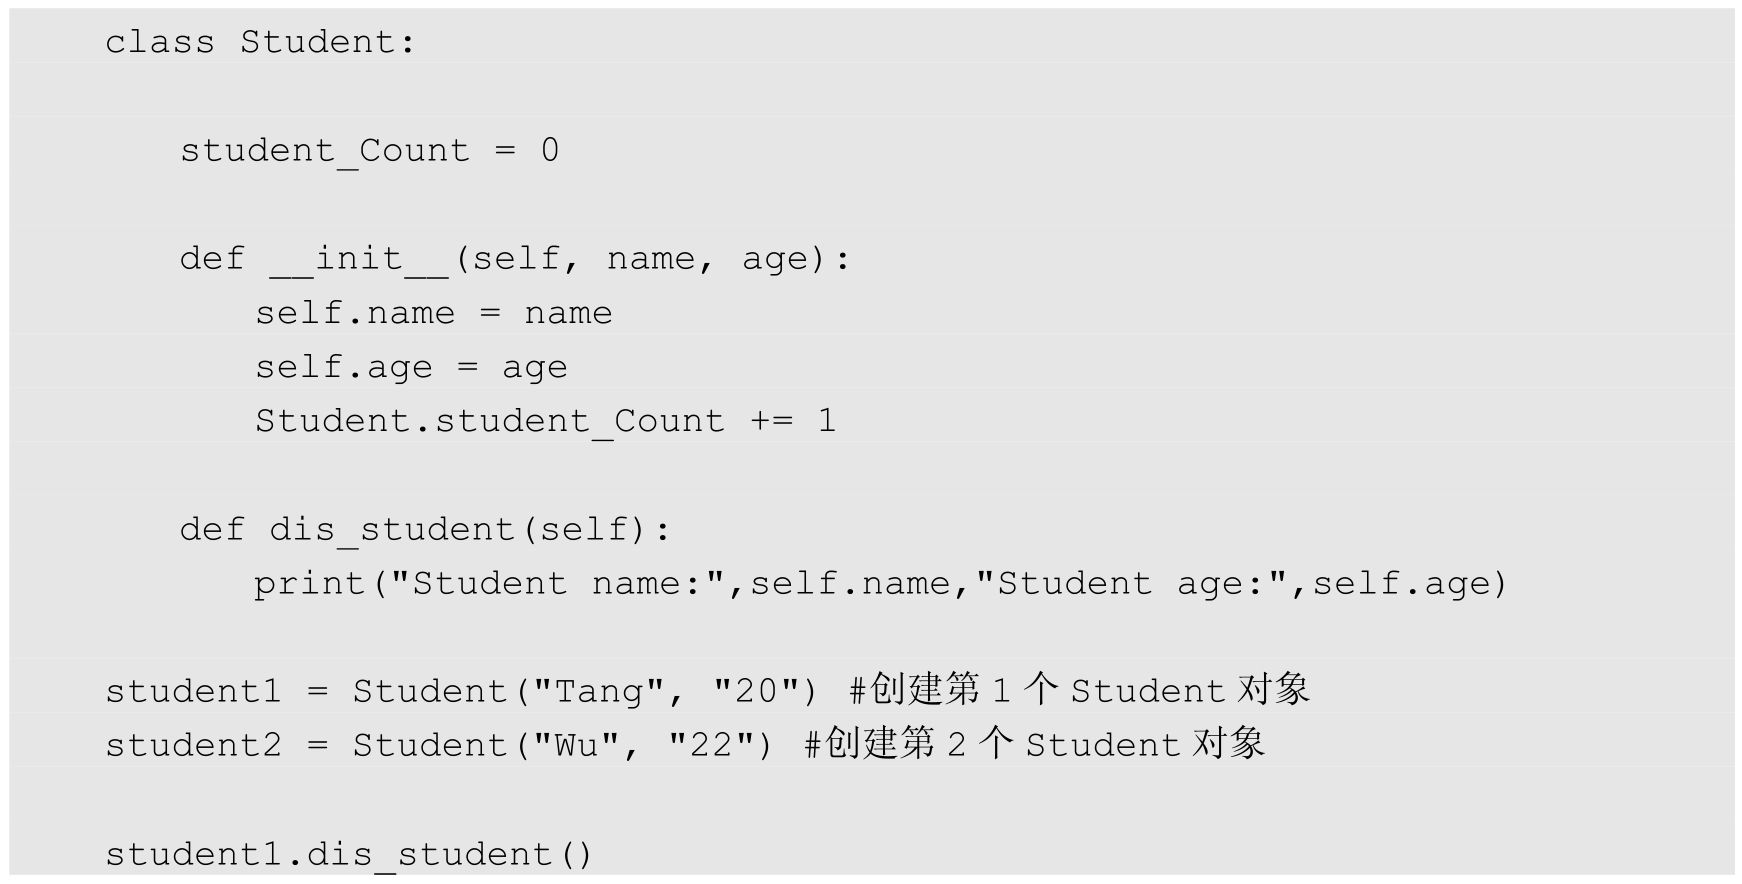 class Student:
student_Count = 0
def __init__(self, name, age):
self.name = name
self.age = age
Student.student_Count += 1
def dis_student(self):
print("Student name:",self.name,"Student age:",self.age)
student1 = Student("Tang", "20") #创建第 1 个 Student 对象
student2 = Student("Wu", "22") #创建第 2 个 Student 对象
student1.dis_student()